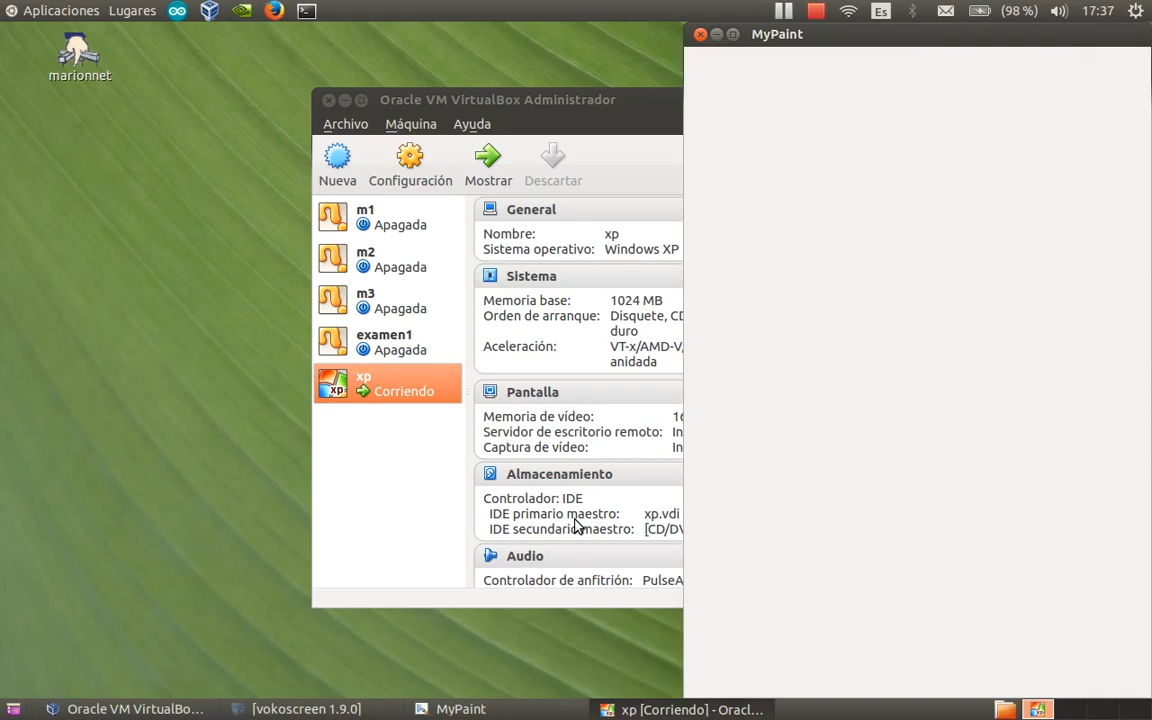 Aplicaciones Lugares Es (98 %) 17:37
MyPaint
marionnet
Oracle VM VirtualBox Administrador
Archivo Máquina Ayuda
Nueva Configuración Mostrar Descartar
m1
Apagada
m2
Apagada
m3
Apagada
examen1
Apagada
xp
xp
Corriendo
General
Nombre: xp
Sistema operativo: Windows XP
Sistema
Memoria base: 1024 MB
Orden de arranque: Disquete, CD
duro
Aceleración: VT-x/AMD-V,
anidada
Pantalla
Memoria de vídeo: 16
Servidor de escritorio remoto: In
Captura de vídeo: In
Almacenamiento
Controlador: IDE
IDE primario maestro: xp.vdi
IDE secundario maestro: [CD/DV
Audio
Controlador de anfitrión: PulseA
Oracle VM VirtualBo... [vokoscreen 1.9.0] MyPaint xp [Corriendo] - Oracl...